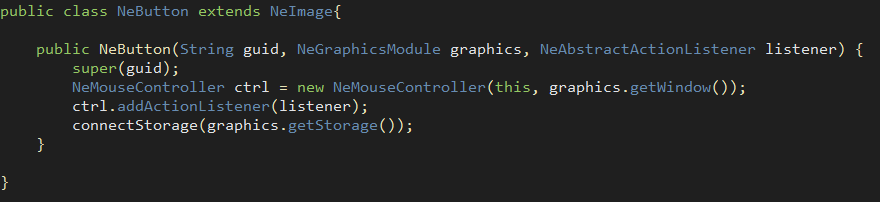 public class NeButton extends NeImage{
public NeButton(String guid, NeGraphicsModule graphics, NeAbstractActionListener listener) {
super(guid);
NeMouseController ctrl = new NeMouseController(this, graphics.getWindow());
ctrl.addActionListener(listener);
connectStorage(graphics.getStorage());
}
}